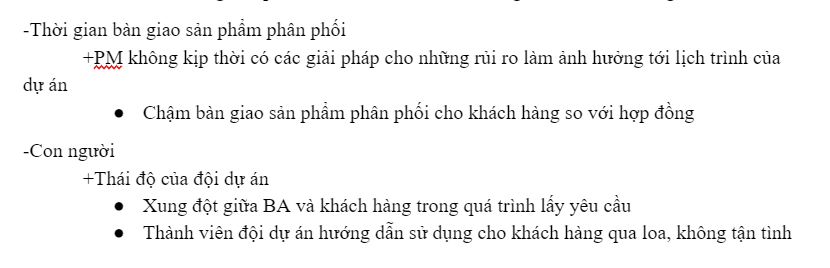 -Thời gian bàn giao sản phẩm phân phối
+PM không kịp thời có các giải pháp cho những rủi ro làm ảnh hưởng tới lịch trình của
dự án
● Chậm bàn giao sản phẩm phân phối cho khách hàng so với hợp đồng
-Con người
+Thái độ của đội dự án
● Xung đột giữa BA và khách hàng trong quá trình lấy yêu cầu
● Thành viên đội dự án hướng dẫn sử dụng cho khách hàng qua loa, không tận tình